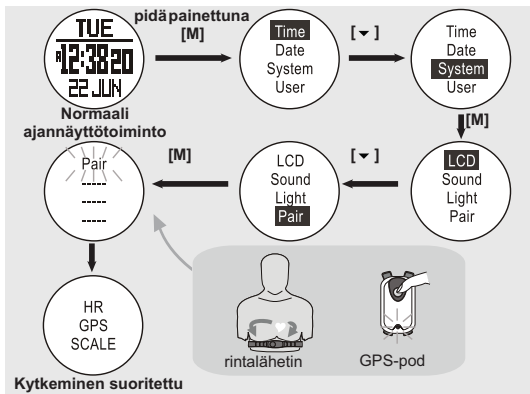 TUE
A 12:38 20
22 JUN
Normaali
ajannäyttötoiminto
pidä painettuna
[M]
Time
Date
System
User
[▼]
Time
Date
System
User
[M]
LCD
Sound
Light
Pair
[▼]
LCD
Sound
Light
Pair
[M]
Pair
-----
-----
-----
rintalähetin
GPS-pod
HR
GPS
SCALE
Kytkeminen suoritettu